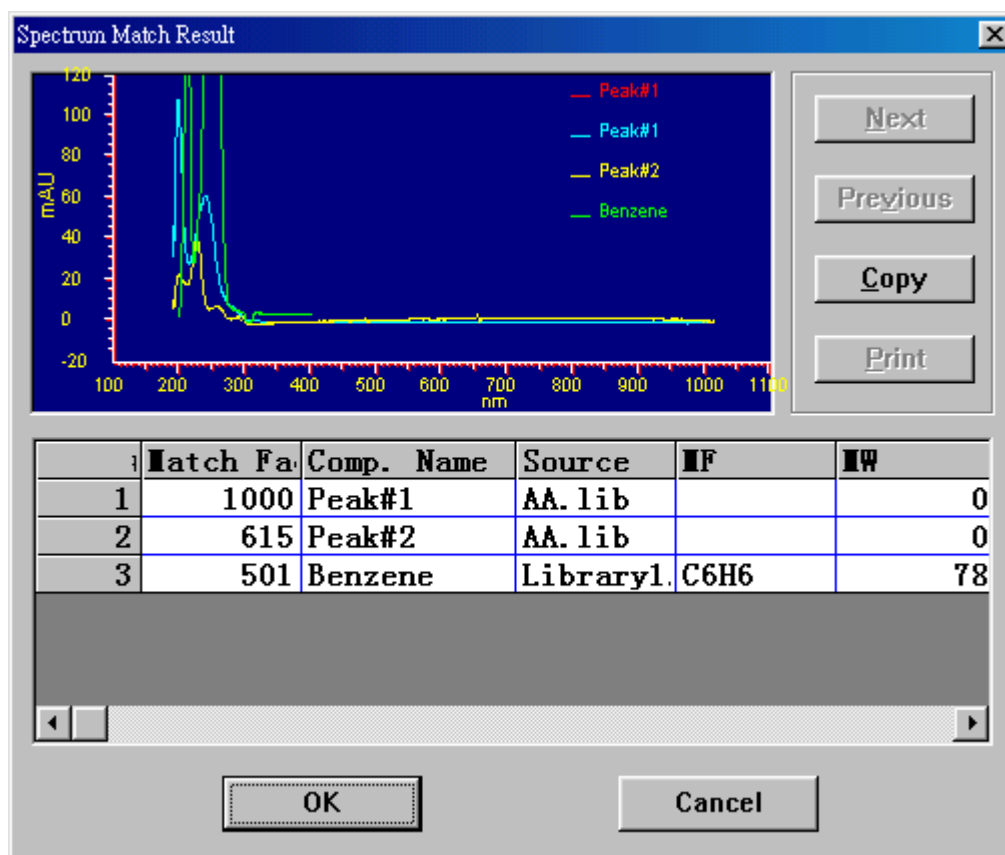 Spectrum Match Result
120
100
80
60
40
20
0
-20
mAU
100 200 300 400 500 600 700 800 900 1000 1100
nm
Peak#1
Peak#1
Peak#2
Benzene
Next
Previous
Copy
Print
Match Fa Comp. Name Source MF MW
1 1000 Peak#1 AA.lib 0
2 615 Peak#2 AA.lib 0
3 501 Benzene Library1. C6H6 78
OK
Cancel